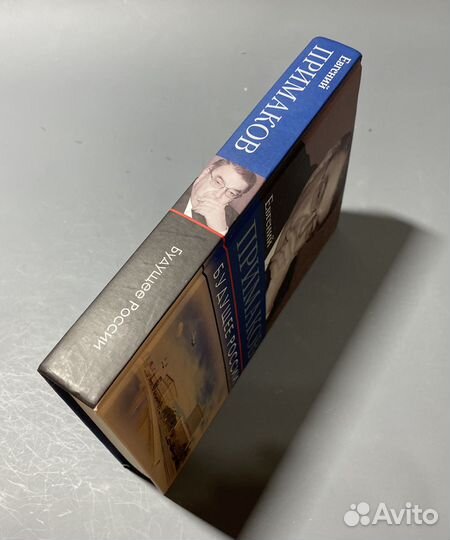 Евгений
ПРИМАКОВ
БУДУЩЕЕ РОССИИ
Евгений
ПРИМАКОВ
БУДУЩЕЕ РОССИИ
Avito